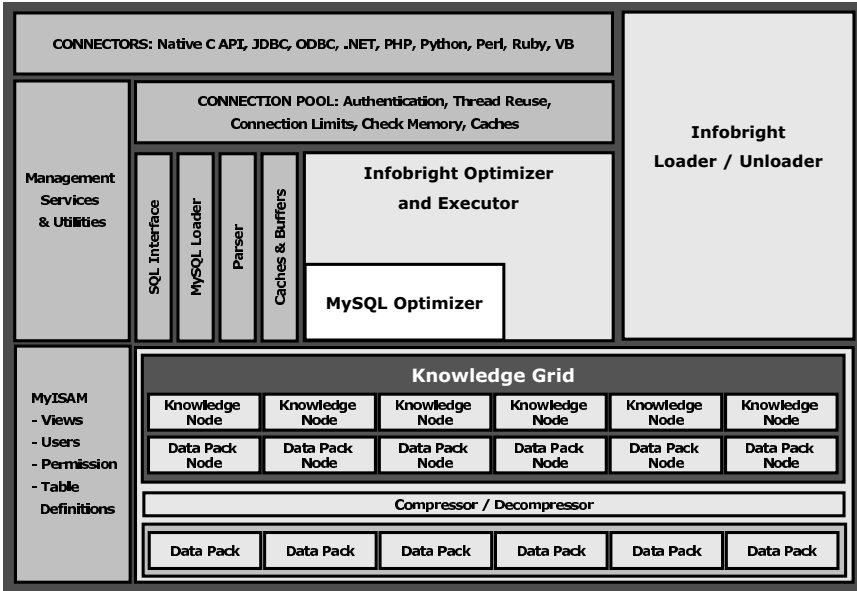 CONNECTORS: Native C API, JDBC, ODBC, .NET, PHP, Python, Perl, Ruby, VB
CONNECTION POOL: Authentication, Thread Reuse,
Connection Limits, Check Memory, Caches
Infobright
Loader / Unloader
Management
Services
& Utilities
SQL Interface
MySQL Loader
Parser
Caches & Buffers
Infobright Optimizer
and Executor
MySQL Optimizer
MyISAM
- Views
- Users
- Permission
- Table
Definitions
Knowledge Grid
Knowledge Node
Knowledge Node
Knowledge Node
Knowledge Node
Knowledge Node
Knowledge Node
Data Pack Node
Data Pack Node
Data Pack Node
Data Pack Node
Data Pack Node
Data Pack Node
Compressor / Decompressor
Data Pack
Data Pack
Data Pack
Data Pack
Data Pack
Data Pack